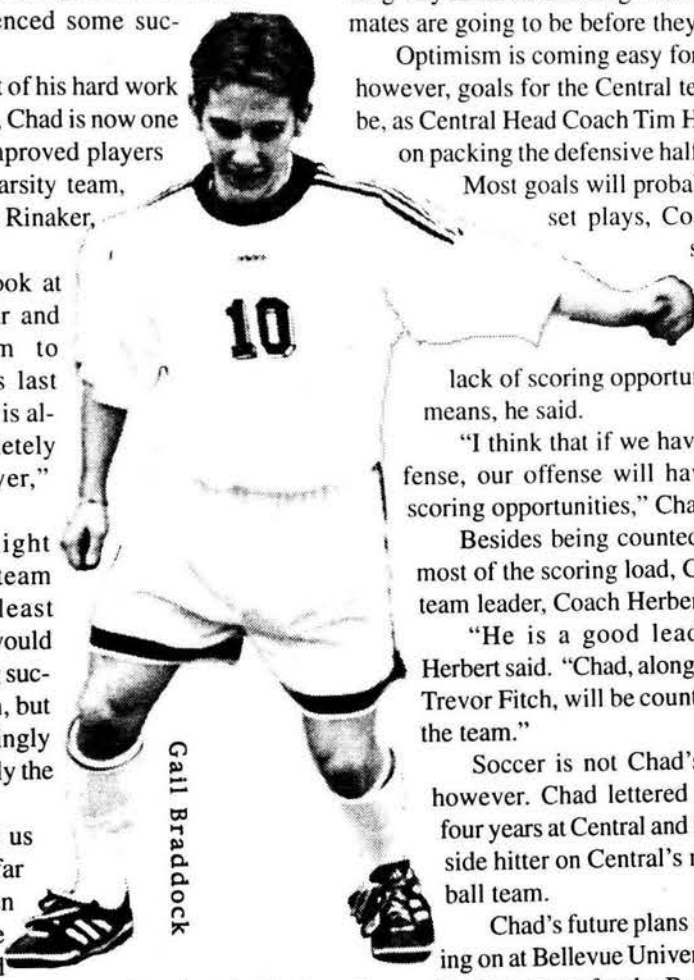 enced some suc-
t of his hard work
, Chad is now one
nproved players
arsity team,
Rinaker,
ook at
r and
m to
s last
is al-
etely
yer,"
ight
team
least
would
suc-
, but
ingly
ly the
us
far
n
e
10
Gail Braddock
mates are going to be before they
Optimism is coming easy for
however, goals for the Central te
be, as Central Head Coach Tim H
on packing the defensive half
Most goals will probal
set plays, Co
s
lack of scoring opportu
means, he said.
"I think that if we hav
fense, our offense will hav
scoring opportunities," Cha
Besides being counted
most of the scoring load, C
team leader, Coach Herber
"He is a good leac
Herbert said. "Chad, along
Trevor Fitch, will be count
the team."
Soccer is not Chad's
however. Chad lettered
four years at Central and
side hitter on Central's r
ball team.
Chad's future plans
ing on at Bellevue Univer